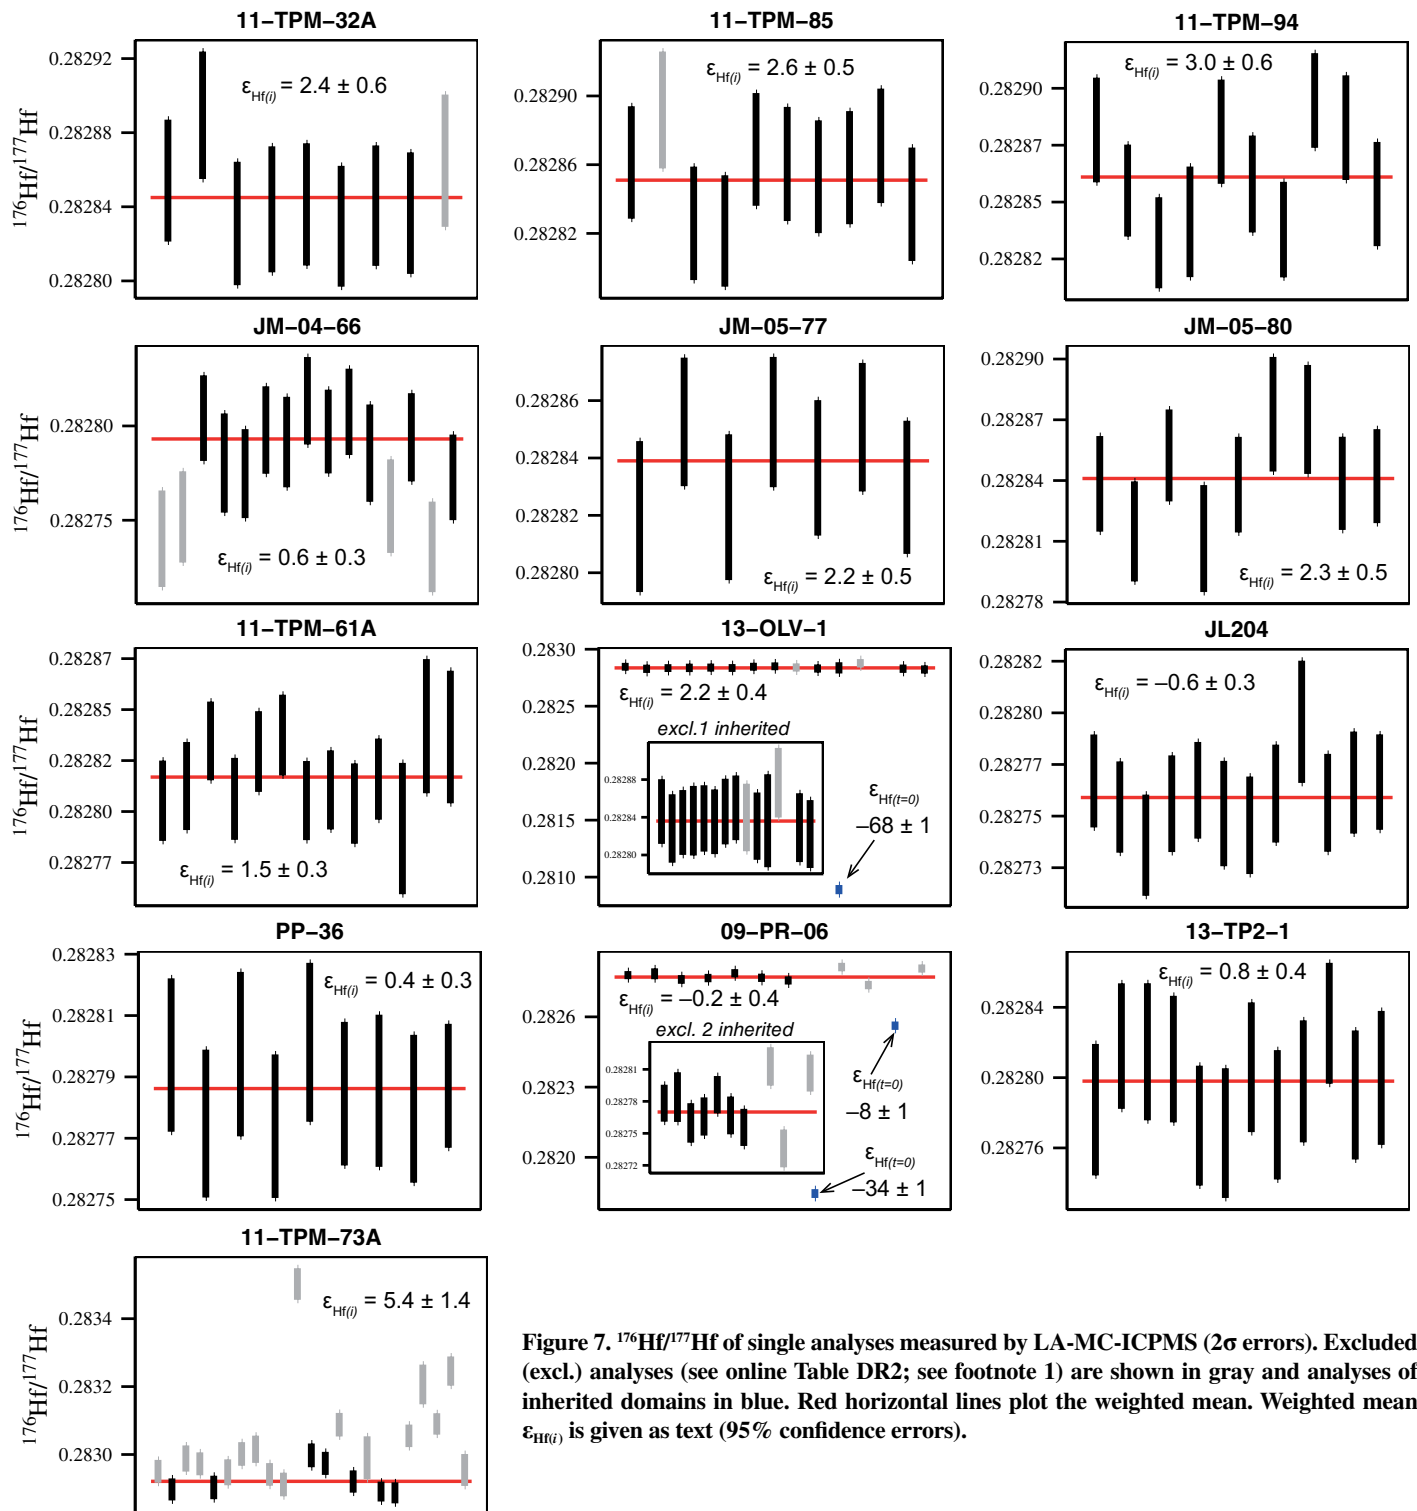 11–TPM–32A
0.28292
0.28288
0.28284
0.28280
176Hf/177Hf
εHf(i) = 2.4 ± 0.6
11–TPM–85
0.28290
0.28286
0.28282
εHf(i) = 2.6 ± 0.5
11–TPM–94
0.28290
0.28287
0.28285
0.28282
εHf(i) = 3.0 ± 0.6
JM–04–66
0.28280
0.28275
176Hf/177Hf
εHf(i) = 0.6 ± 0.3
JM–05–77
0.28286
0.28284
0.28282
0.28280
εHf(i) = 2.2 ± 0.5
JM–05–80
0.28290
0.28287
0.28284
0.28281
0.28278
εHf(i) = 2.3 ± 0.5
11–TPM–61A
0.28287
0.28285
0.28282
0.28280
0.28277
176Hf/177Hf
εHf(i) = 1.5 ± 0.3
13–OLV–1
0.2830
0.2825
0.2820
0.2815
0.2810
εHf(i) = 2.2 ± 0.4
excl.1 inherited
0.28288
0.28284
0.28280
εHf(t=0)
–68 ± 1
JL204
0.28282
0.28280
0.28277
0.28275
0.28273
εHf(i) = –0.6 ± 0.3
PP–36
0.28283
0.28281
0.28279
0.28277
0.28275
176Hf/177Hf
εHf(i) = 0.4 ± 0.3
09–PR–06
0.2826
0.2823
0.2820
εHf(i) = –0.2 ± 0.4
excl. 2 inherited
0.28281
0.28278
0.28275
0.28272
εHf(t=0)
–8 ± 1
εHf(t=0)
–34 ± 1
13–TP2–1
0.28284
0.28280
0.28276
εHf(i) = 0.8 ± 0.4
11–TPM–73A
0.2834
0.2832
0.2830
176Hf/177Hf
εHf(i) = 5.4 ± 1.4
Figure 7. 176Hf/177Hf of single analyses measured by LA-MC-ICPMS (2σ errors). Excluded
(excl.) analyses (see online Table DR2; see footnote 1) are shown in gray and analyses of
inherited domains in blue. Red horizontal lines plot the weighted mean. Weighted mean
εHf(i) is given as text (95% confidence errors).